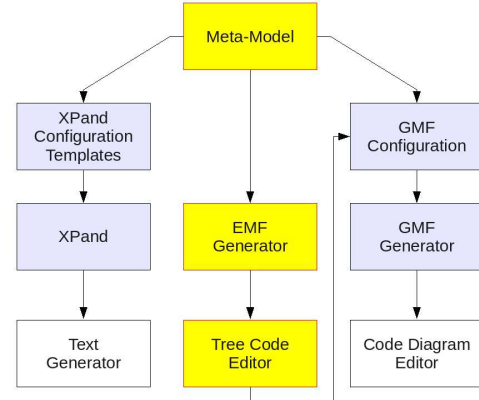 Meta-Model
XPand
Configuration
Templates
GMF
Configuration
XPand
EMF
Generator
GMF
Generator
Text
Generator
Tree Code
Editor
Code Diagram
Editor